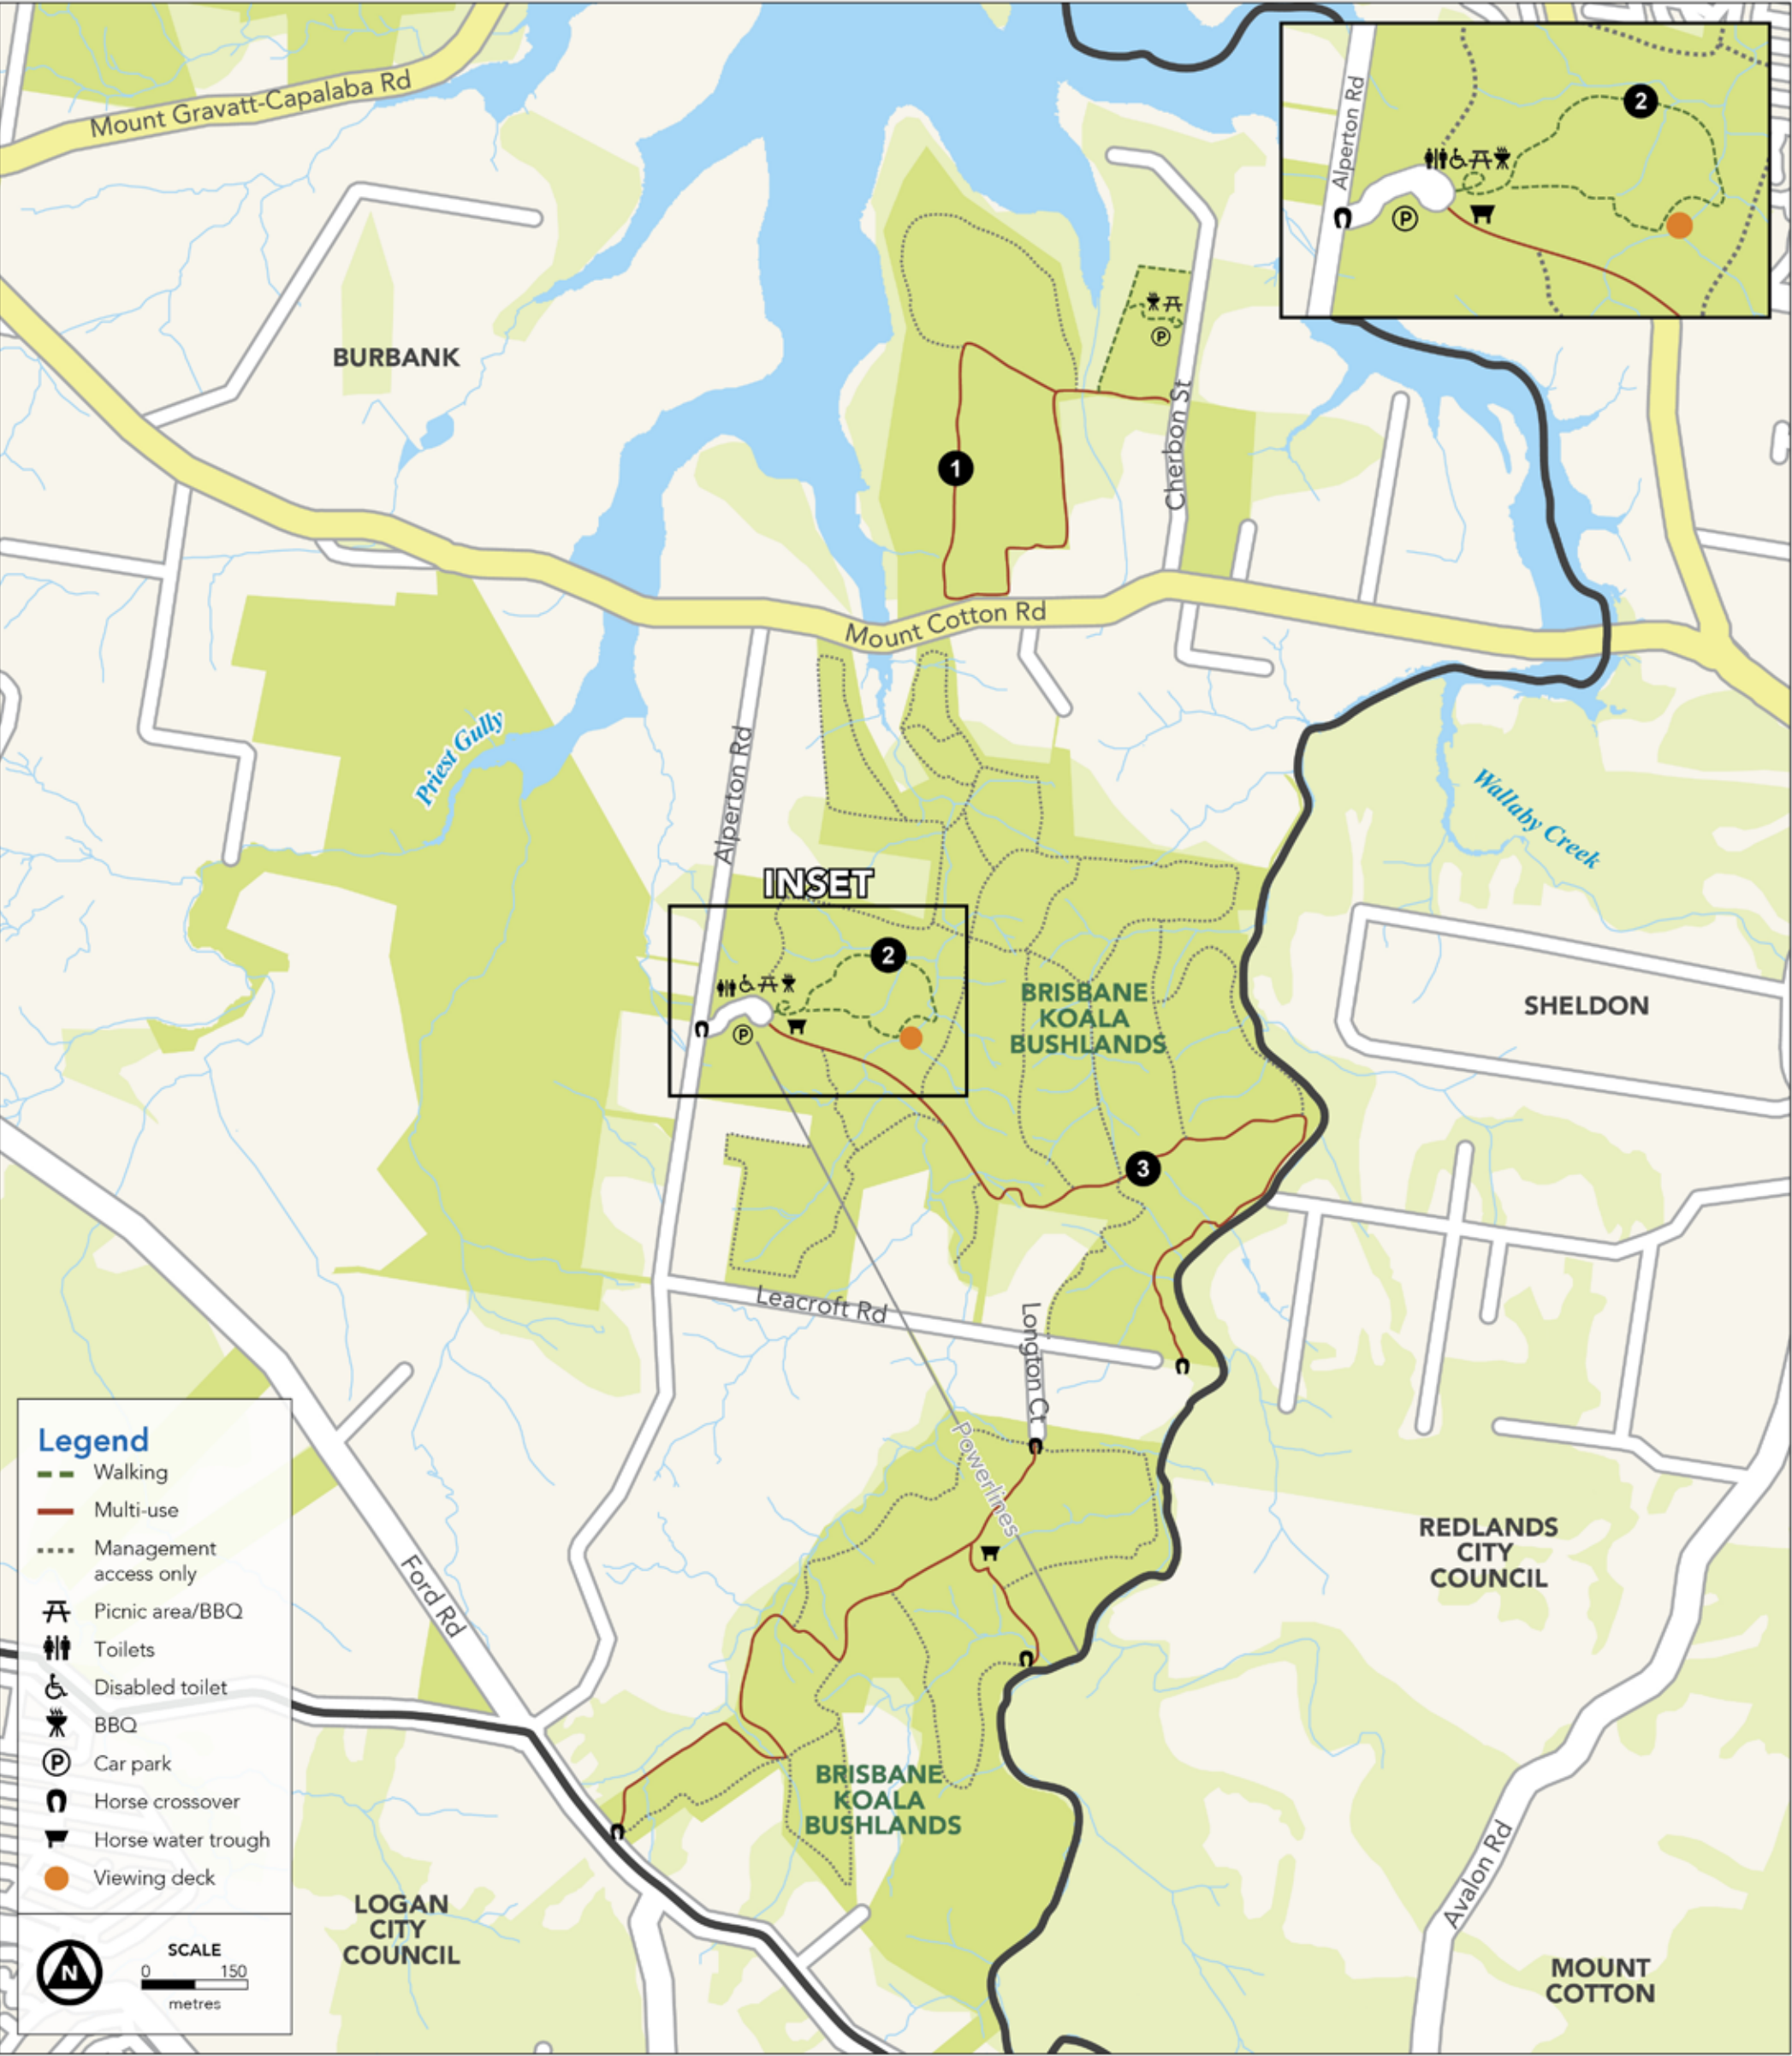 Mount Gravatt-Capalaba Rd
Alperton Rd
2
P
BURBANK
P
Cherbon St
1
Mount Cotton Rd
Priest Gully
Alperton Rd
Wallaby Creek
INSET
2
P
BRISBANE
KOALA
BUSHLANDS
SHELDON
3
Leacroft Rd
Longton Ct
Powerlines
Legend
Walking
Multi-use
Management
access only
Picnic area/BBQ
Toilets
Disabled toilet
BBQ
P
Car park
Horse crossover
Horse water trough
Viewing deck
N
SCALE
0 150
metres
Ford Rd
REDLANDS
CITY
COUNCIL
BRISBANE
KOALA
BUSHLANDS
LOGAN
CITY
COUNCIL
Avalon Rd
MOUNT
COTTON